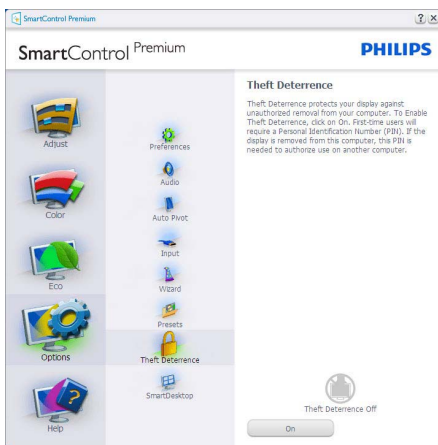 SmartControl Premium
SmartControl Premium
PHILIPS
Adjust
Color
Eco
Options
Help
Preferences
Audio
Auto Pivot
Input
Wizard
Presets
Theft Deterrence
SmartDesktop
Theft Deterrence
Theft Deterrence protects your display against
unauthorized removal from your computer. To Enable
Theft Deterrence, click on On. First-time users will
require a Personal Identification Number (PIN). If the
display is removed from this computer, this PIN is
needed to authorize use on another computer.
Theft Deterrence Off
On